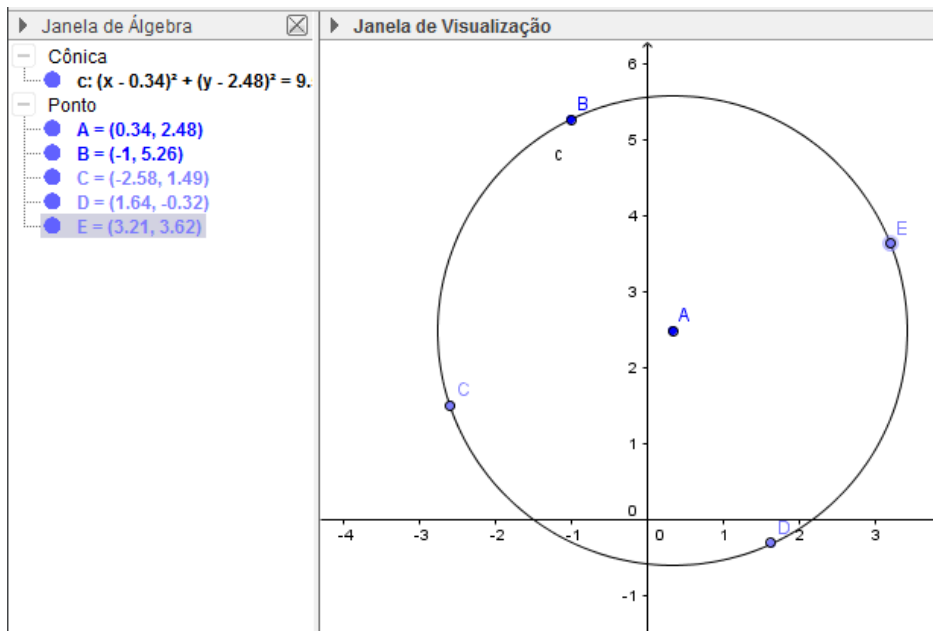 Janela de Álgebra
Cônica
c: (x - 0.34)² + (y - 2.48)² = 9.
Ponto
A = (0.34, 2.48)
B = (-1, 5.26)
C = (-2.58, 1.49)
D = (1.64, -0.32)
E = (3.21, 3.62)
Janela de Visualização
6
B
5
c
4
E
3
A
2
C
1
0
D
-4 -3 -2 -1 0 1 2 3
-1